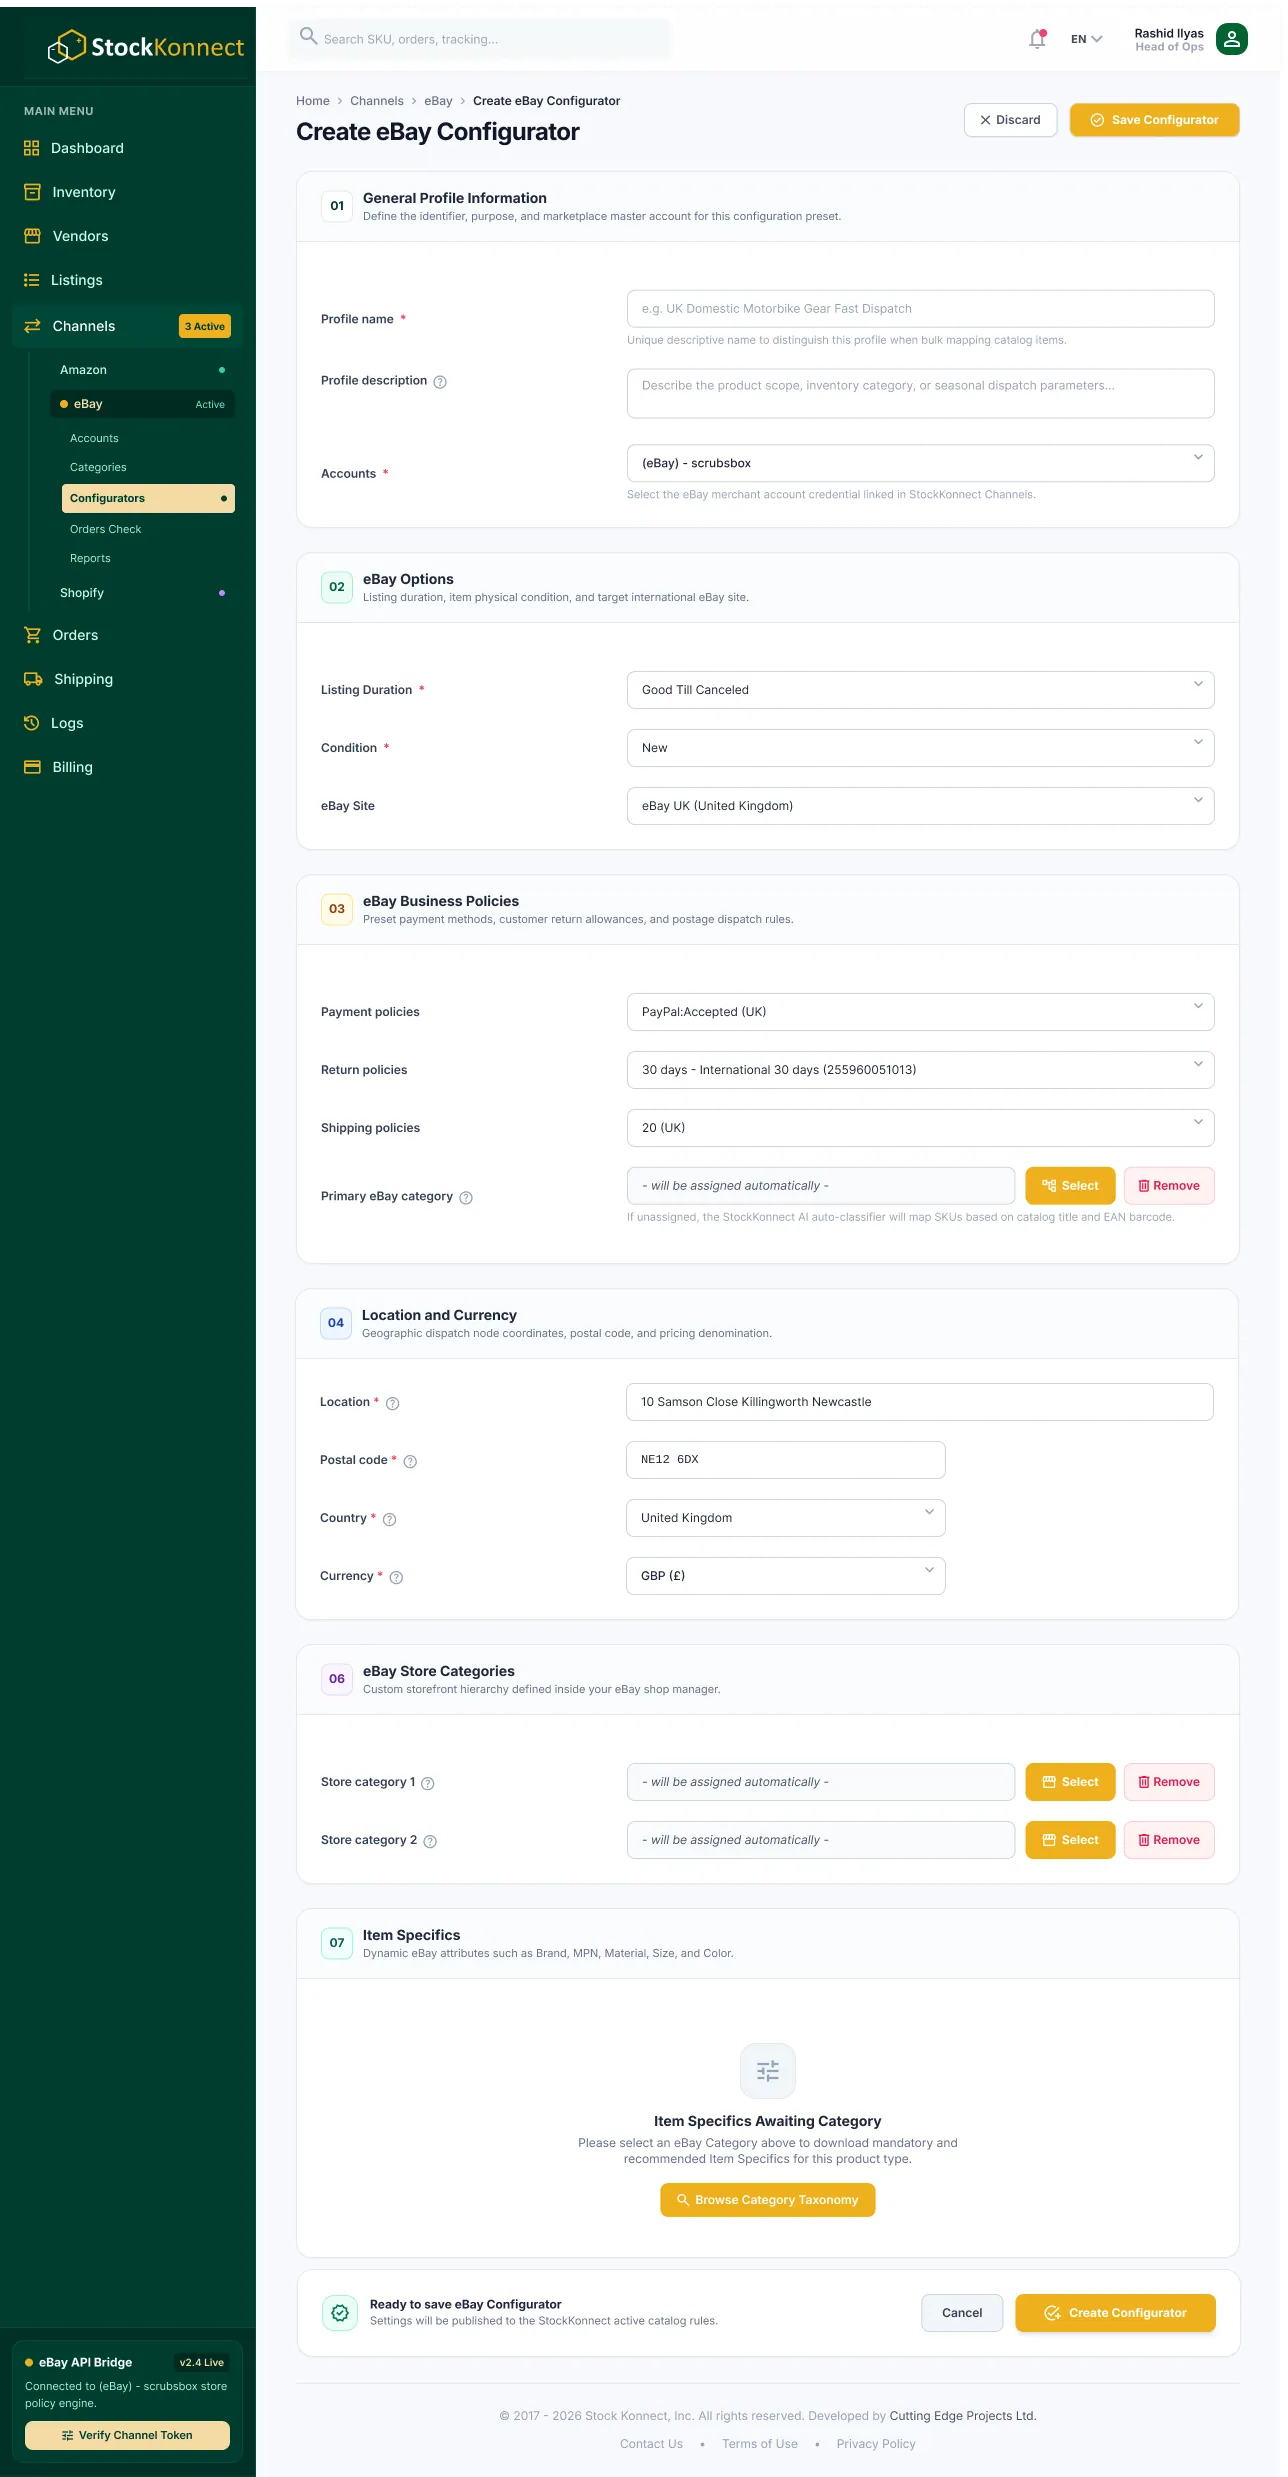 StockKonnect
Search SKU, orders, tracking...
EN
Rashid Ilyas
Head of Ops
MAIN MENU
Dashboard
Inventory
Vendors
Listings
Channels
3 Active
Amazon
eBay
Active
Accounts
Categories
Configurators
Orders Check
Reports
Shopify
Orders
Shipping
Logs
Billing
eBay API Bridge
v2.4 Live
Connected to (eBay) - scrubsbox store
policy engine.
Verify Channel Token
Home > Channels > eBay > Create eBay Configurator
Create eBay Configurator
Discard
Save Configurator
01
General Profile Information
Define the identifier, purpose, and marketplace master account for this configuration preset.
Profile name *
e.g. UK Domestic Motorbike Gear Fast Dispatch
Unique descriptive name to distinguish this profile when bulk mapping catalog items.
Profile description ?
Describe the product scope, inventory category, or seasonal dispatch parameters...
Accounts *
(eBay) - scrubsbox
Select the eBay merchant account credential linked in StockKonnect Channels.
02
eBay Options
Listing duration, item physical condition, and target international eBay site.
Listing Duration *
Good Till Canceled
Condition *
New
eBay Site
eBay UK (United Kingdom)
03
eBay Business Policies
Preset payment methods, customer return allowances, and postage dispatch rules.
Payment policies
PayPal:Accepted (UK)
Return policies
30 days - International 30 days (255960051013)
Shipping policies
20 (UK)
Primary eBay category ?
- will be assigned automatically -
Select
Remove
If unassigned, the StockKonnect AI auto-classifier will map SKUs based on catalog title and EAN barcode.
04
Location and Currency
Geographic dispatch node coordinates, postal code, and pricing denomination.
Location * ?
10 Samson Close Killingworth Newcastle
Postal code * ?
NE12 6DX
Country * ?
United Kingdom
Currency * ?
GBP (£)
06
eBay Store Categories
Custom storefront hierarchy defined inside your eBay shop manager.
Store category 1 ?
- will be assigned automatically -
Select
Remove
Store category 2 ?
- will be assigned automatically -
Select
Remove
07
Item Specifics
Dynamic eBay attributes such as Brand, MPN, Material, Size, and Color.
Item Specifics Awaiting Category
Please select an eBay Category above to download mandatory and
recommended Item Specifics for this product type.
Browse Category Taxonomy
Ready to save eBay Configurator
Settings will be published to the StockKonnect active catalog rules.
Cancel
Create Configurator
© 2017 - 2026 Stock Konnect, Inc. All rights reserved. Developed by Cutting Edge Projects Ltd.
Contact Us • Terms of Use • Privacy Policy